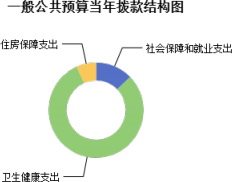 一般公共预算当年拨款结构图
住房保障支出
社会保障和就业支出
卫生健康支出